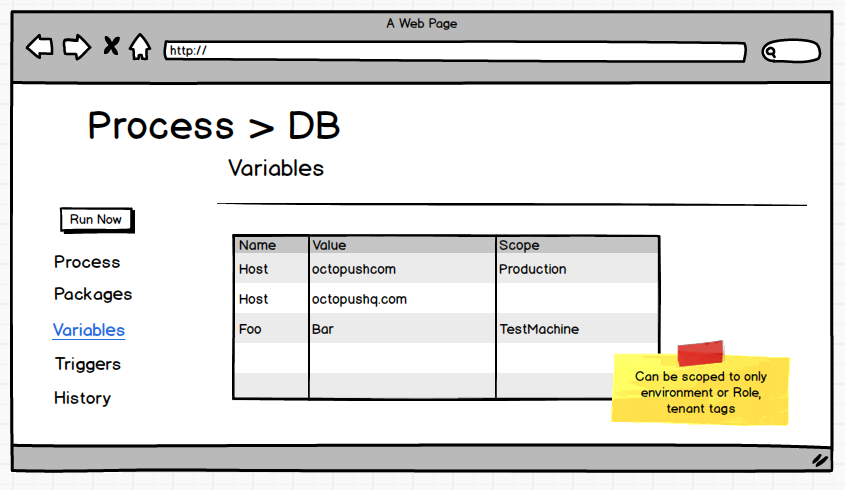 A Web Page
http://
Process > DB
Variables
Run Now
Process
Packages
Variables
Triggers
History
Name Value Scope
Host octopushcom Production
Host octopushq.com
Foo Bar TestMachine
Can be scoped to only
environment or Role,
tenant tags